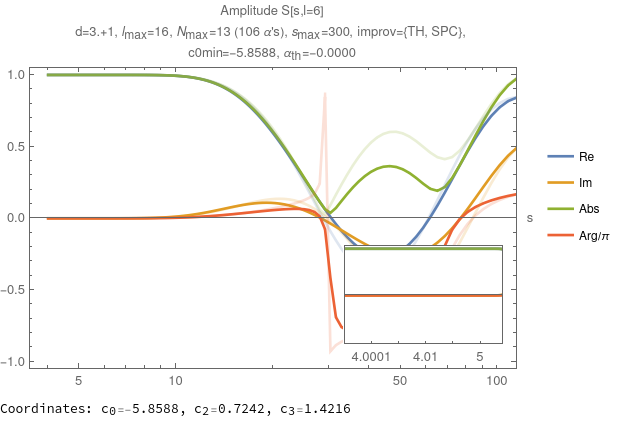 Amplitude S[s,l=6]
d=3.+1, lmax=16, Nmax=13 (106 α's), smax=300, improv={TH, SPC},
c0min=−5.8588, αth=−0.0000
1.0
0.5
0.0
−0.5
−1.0
5 10 50 100
s
4.0001 4.01 5
Re
Im
Abs
Arg/π
Coordinates: c0=-5.8588, c2=0.7242, c3=1.4216